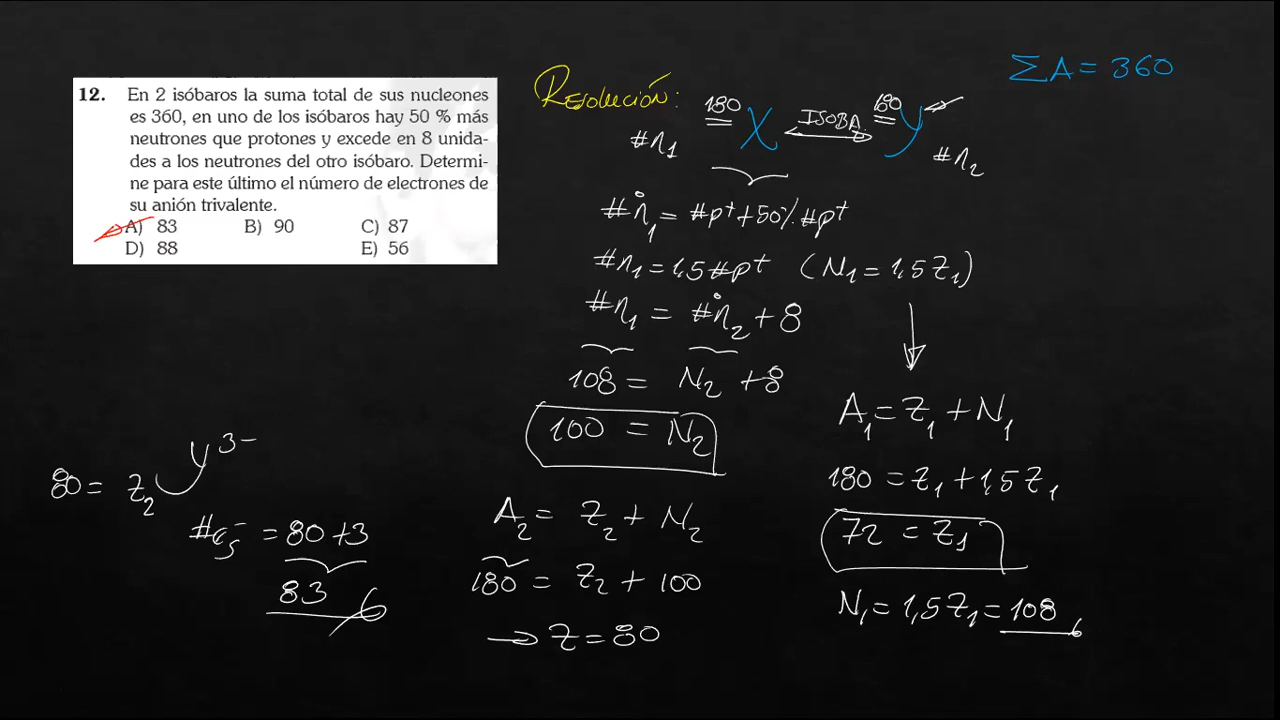 12. En 2 isóbaros la suma total de sus nucleones
es 360, en uno de los isóbaros hay 50 % más
neutrones que protones y excede en 8 unida-
des a los neutrones del otro isóbaro. Determi-
ne para este último el número de electrones de
su anión trivalente.
A) 83 B) 90 C) 87
D) 88 E) 56
RESOLUCIÓN:
ΣA = 360
180 X ISOBA. 180 Y
#n1 #n2
#n1 = #p+ + 50% #p+
#n1 = 1,5 #p+ (N1 = 1,5 Z1)
#n1 = #n2 + 8
108 = N2 + 8
100 = N2
A2 = Z2 + N2
180 = Z2 + 100
→ Z = 80
A1 = Z1 + N1
180 = Z1 + 1,5 Z1
72 = Z1
N1 = 1,5 Z1 = 108
80 = Z2 Y3-
#e-s = 80 + 3
83